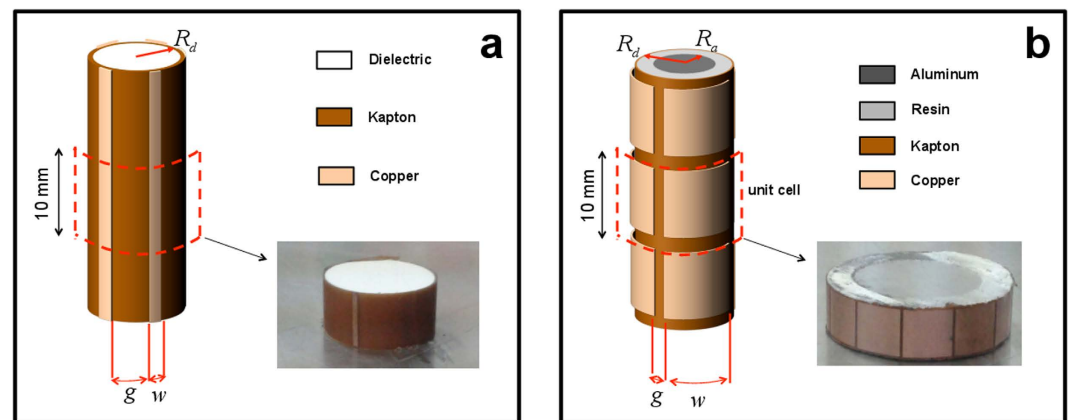 a
R_d
Dielectric
Kapton
Copper
10 mm
g
w
b
R_d
R_a
Aluminum
Resin
Kapton
Copper
10 mm
unit cell
g
w